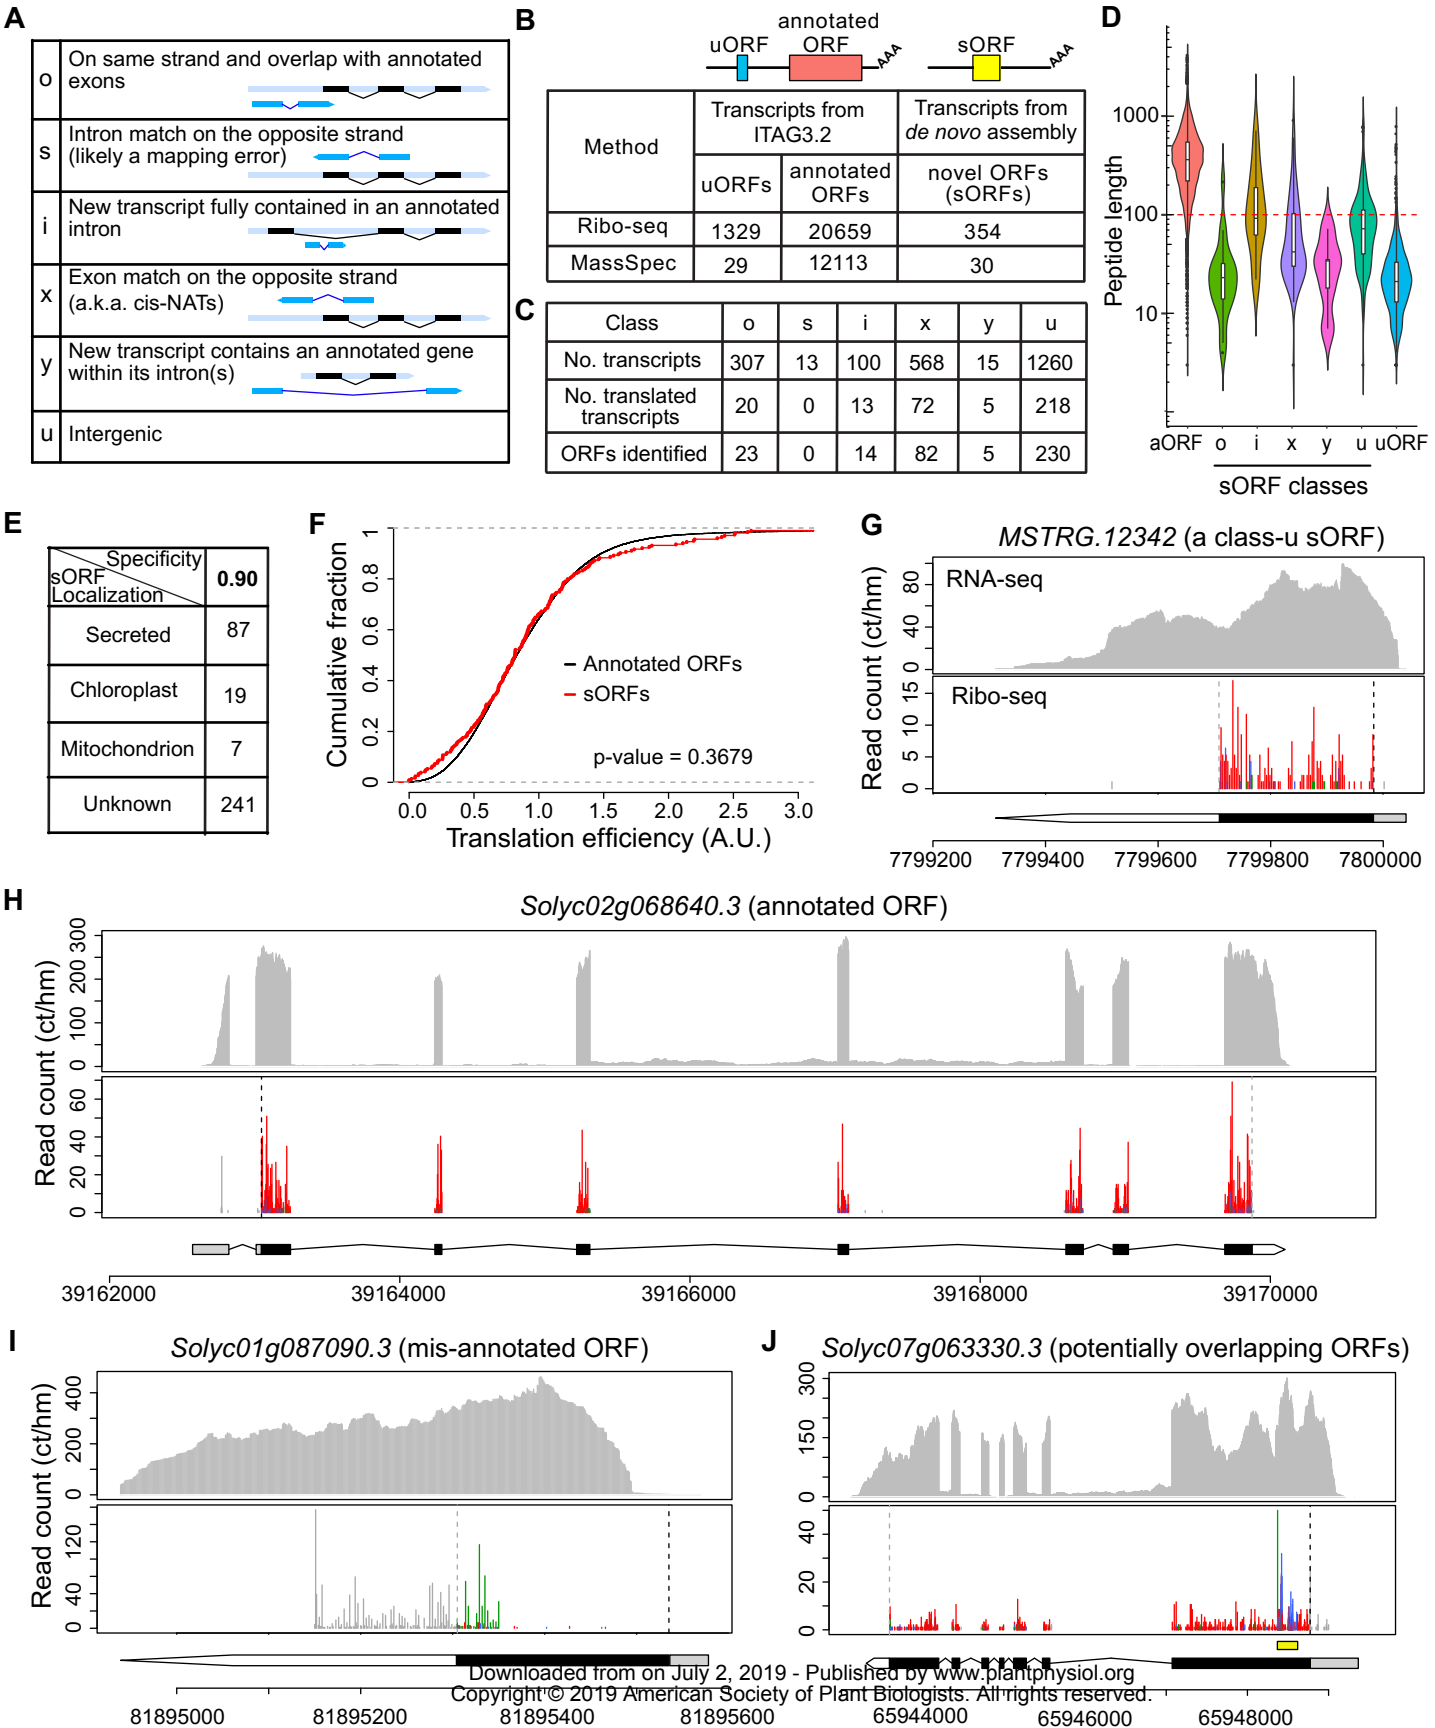 A
o On same strand and overlap with annotated
exons
s Intron match on the opposite strand
(likely a mapping error)
i New transcript fully contained in an annotated
intron
x Exon match on the opposite strand
(a.k.a. cis-NATs)
y New transcript contains an annotated gene
within its intron(s)
u Intergenic
B
uORF annotated ORF AAA
sORF AAA
Method
Transcripts from
ITAG3.2
Transcripts from
de novo assembly
uORFs
annotated
ORFs
novel ORFs
(sORFs)
Ribo-seq 1329 20659 354
MassSpec 29 12113 30
C
Class o s i x y u
No. transcripts 307 13 100 568 15 1260
No. translated
transcripts 20 0 13 72 5 218
ORFs identified 23 0 14 82 5 230
D
Peptide length
1000
100
10
aORF o i x y u uORF
sORF classes
E
Specificity
sORF
Localization
0.90
Secreted 87
Chloroplast 19
Mitochondrion 7
Unknown 241
F
Cumulative fraction
1
0.8
0.6
0.4
0.2
0
Annotated ORFs
sORFs
p-value = 0.3679
0.0 0.5 1.0 1.5 2.0 2.5 3.0
Translation efficiency (A.U.)
G
MSTRG.12342 (a class-u sORF)
Read count (ct/hm)
RNA-seq
80
40
0
Ribo-seq
15
10
5
0
7799200 7799400 7799600 7799800 7800000
H
Solyc02g068640.3 (annotated ORF)
Read count (ct/hm)
300
200
100
0
60
40
20
0
39162000 39164000 39166000 39168000 39170000
I
Solyc01g087090.3 (mis-annotated ORF)
Read count (ct/hm)
400
200
0
120
40
0
81895000 81895200 81895400 81895600
J
Solyc07g063330.3 (potentially overlapping ORFs)
300
150
0
40
20
0
65944000 65946000 65948000
Downloaded from on July 2, 2019 - Published by www.plantphysiol.org
Copyright © 2019 American Society of Plant Biologists. All rights reserved.